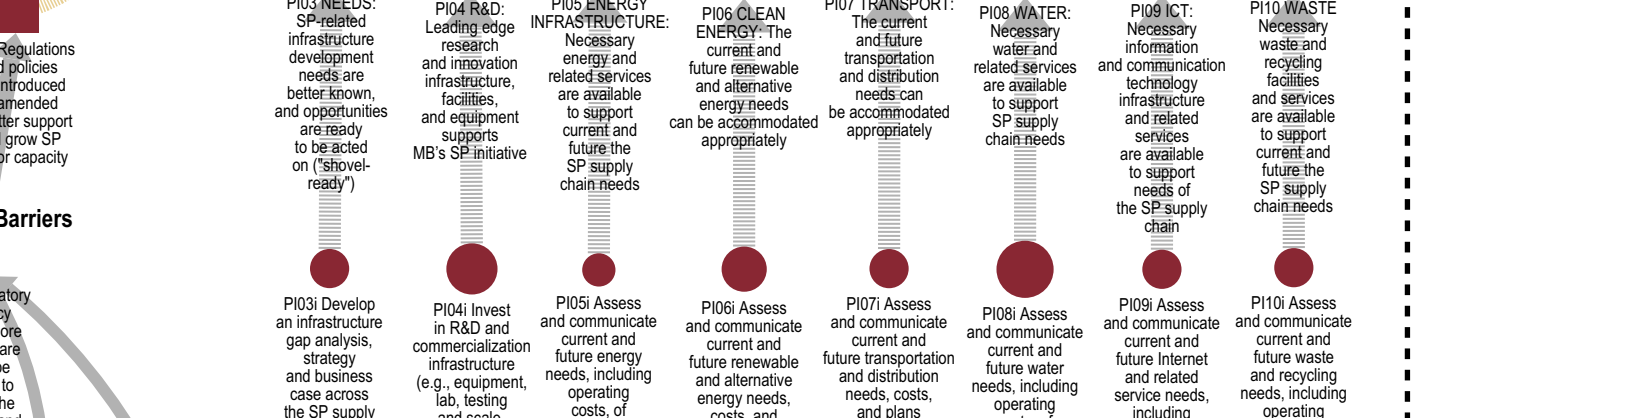 Regulations
policies
introduced
amended
support
grow SP
capacity
Barriers
to
PI03 NEEDS:
SP-related
infrastructure
development
needs are
better known,
and opportunities
are ready
to be acted
on ("shovel-
ready")
PI04 R&D:
Leading edge
research
and innovation
infrastructure,
facilities,
and equipment
supports
MB's SP initiative
PI05 ENERGY
INFRASTRUCTURE:
Necessary
energy and
related services
are available
to support
current and
future the
SP supply
chain needs
PI06 CLEAN
ENERGY: The
current and
future renewable
and alternative
energy needs
can be accommodated
appropriately
PI07 TRANSPORT:
The current
and future
transportation
and distribution
needs can
be accommodated
appropriately
PI08 WATER:
Necessary
water and
related services
are available
to support
SP supply
chain needs
PI09 ICT:
Necessary
information
and communication
technology
infrastructure
and related
services
are available
to support
needs of
the SP supply
chain
PI10 WASTE
Necessary
waste and
recycling
facilities
and services
are available
to support
current and
future the
SP supply
chain needs
PI03i Develop
an infrastructure
gap analysis,
strategy
and business
case across
the SP supply
PI04i Invest
in R&D and
commercialization
infrastructure
(e.g., equipment,
lab, testing
and scale
PI05i Assess
and communicate
current and
future energy
needs, including
operating
costs, of
PI06i Assess
and communicate
current and
future renewable
and alternative
energy needs,
costs, and
PI07i Assess
and communicate
current and
future transportation
and distribution
needs, costs,
and plans
PI08i Assess
and communicate
current and
future water
needs, including
operating
PI09i Assess
and communicate
current and
future Internet
and related
service needs,
including
PI10i Assess
and communicate
current and
future waste
and recycling
needs, including
operating